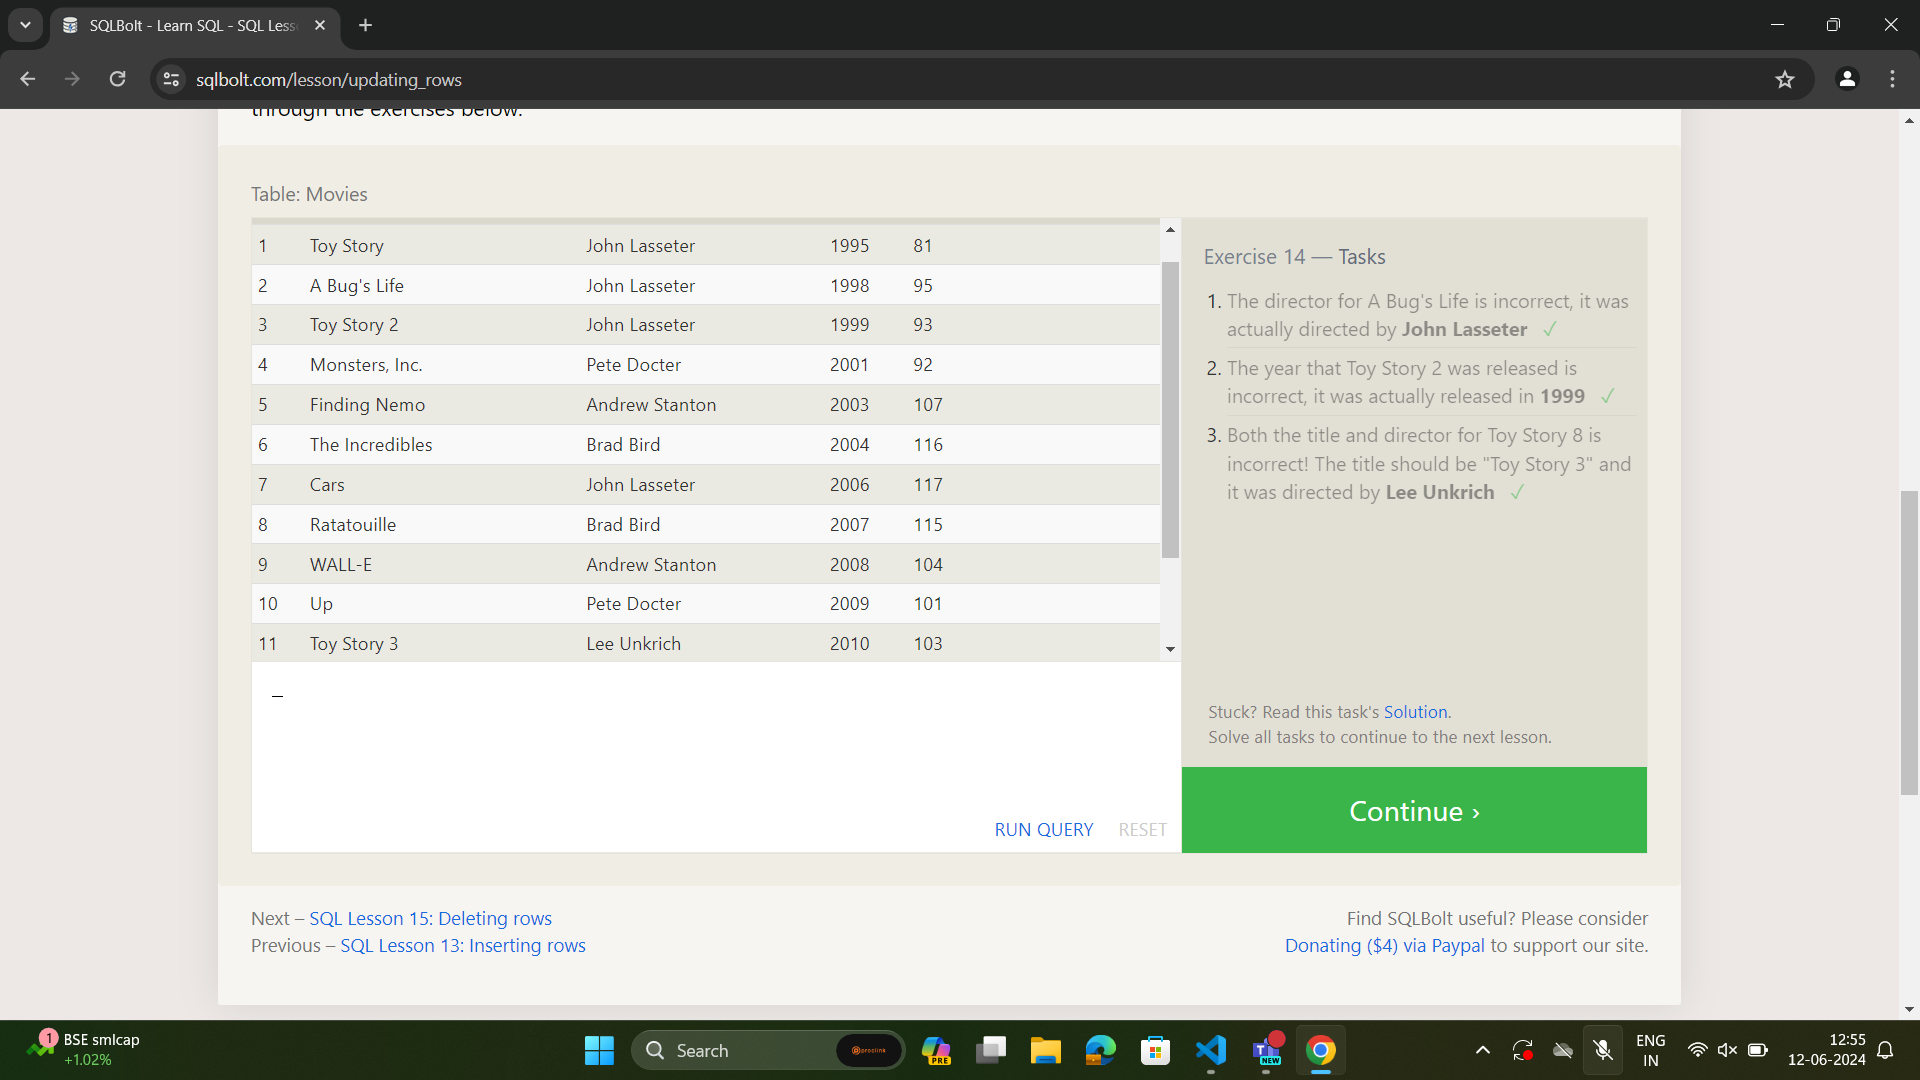 SQLBolt - Learn SQL - SQL Less
sqlbolt.com/lesson/updating_rows
through the exercises below.
Table: Movies
1 Toy Story John Lasseter 1995 81
2 A Bug's Life John Lasseter 1998 95
3 Toy Story 2 John Lasseter 1999 93
4 Monsters, Inc. Pete Docter 2001 92
5 Finding Nemo Andrew Stanton 2003 107
6 The Incredibles Brad Bird 2004 116
7 Cars John Lasseter 2006 117
8 Ratatouille Brad Bird 2007 115
9 WALL-E Andrew Stanton 2008 104
10 Up Pete Docter 2009 101
11 Toy Story 3 Lee Unkrich 2010 103
RUN QUERY RESET
Exercise 14 — Tasks
1. The director for A Bug's Life is incorrect, it was
actually directed by John Lasseter ✓
2. The year that Toy Story 2 was released is
incorrect, it was actually released in 1999 ✓
3. Both the title and director for Toy Story 8 is
incorrect! The title should be "Toy Story 3" and
it was directed by Lee Unkrich ✓
Stuck? Read this task's Solution.
Solve all tasks to continue to the next lesson.
Continue ›
Next – SQL Lesson 15: Deleting rows
Previous – SQL Lesson 13: Inserting rows
Find SQLBolt useful? Please consider
Donating ($4) via Paypal to support our site.
1
BSE smlcap
+1.02%
Search
proclink
PRE
NEW
ENG
IN
12:55
12-06-2024